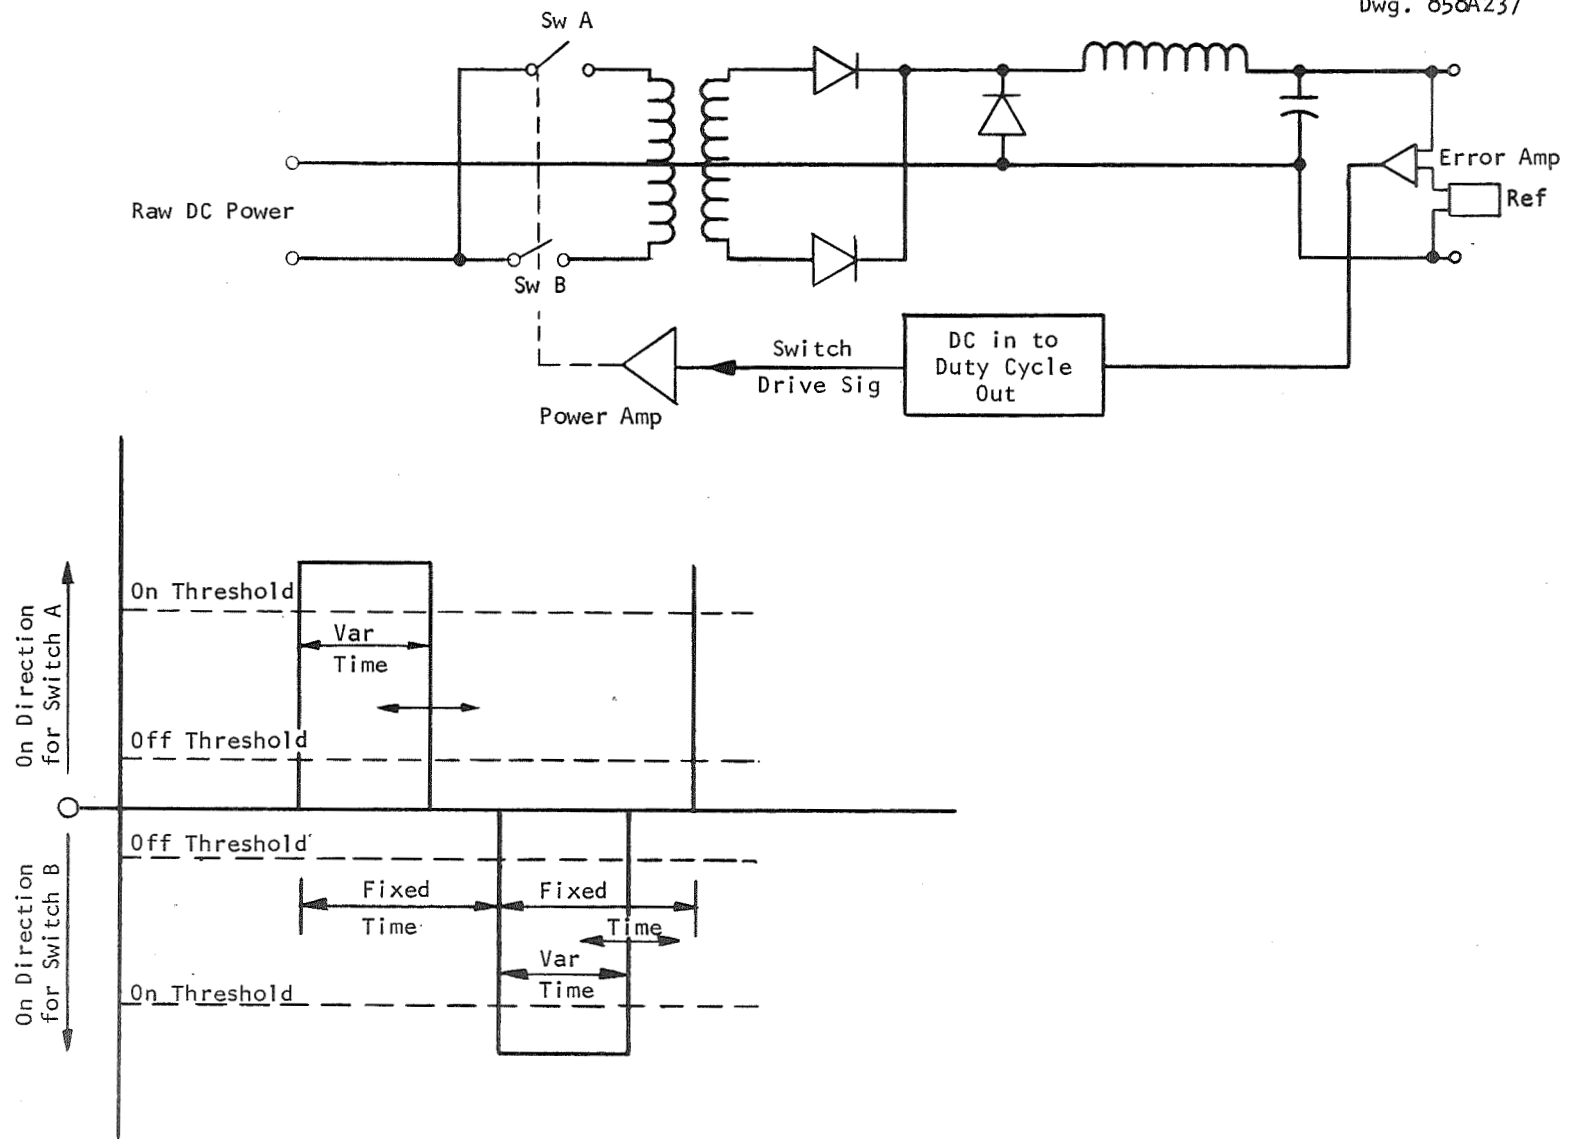 Dwg. 858A237
Sw A
Error Amp
Ref
Raw DC Power
Sw B
Switch
Drive Sig
DC in to
Duty Cycle
Out
Power Amp
On Direction
for Switch A
On Threshold
Var
Time
Off Threshold
On Direction
for Switch B
Off Threshold
Fixed
Time
Fixed
Time
Var
Time
On Threshold